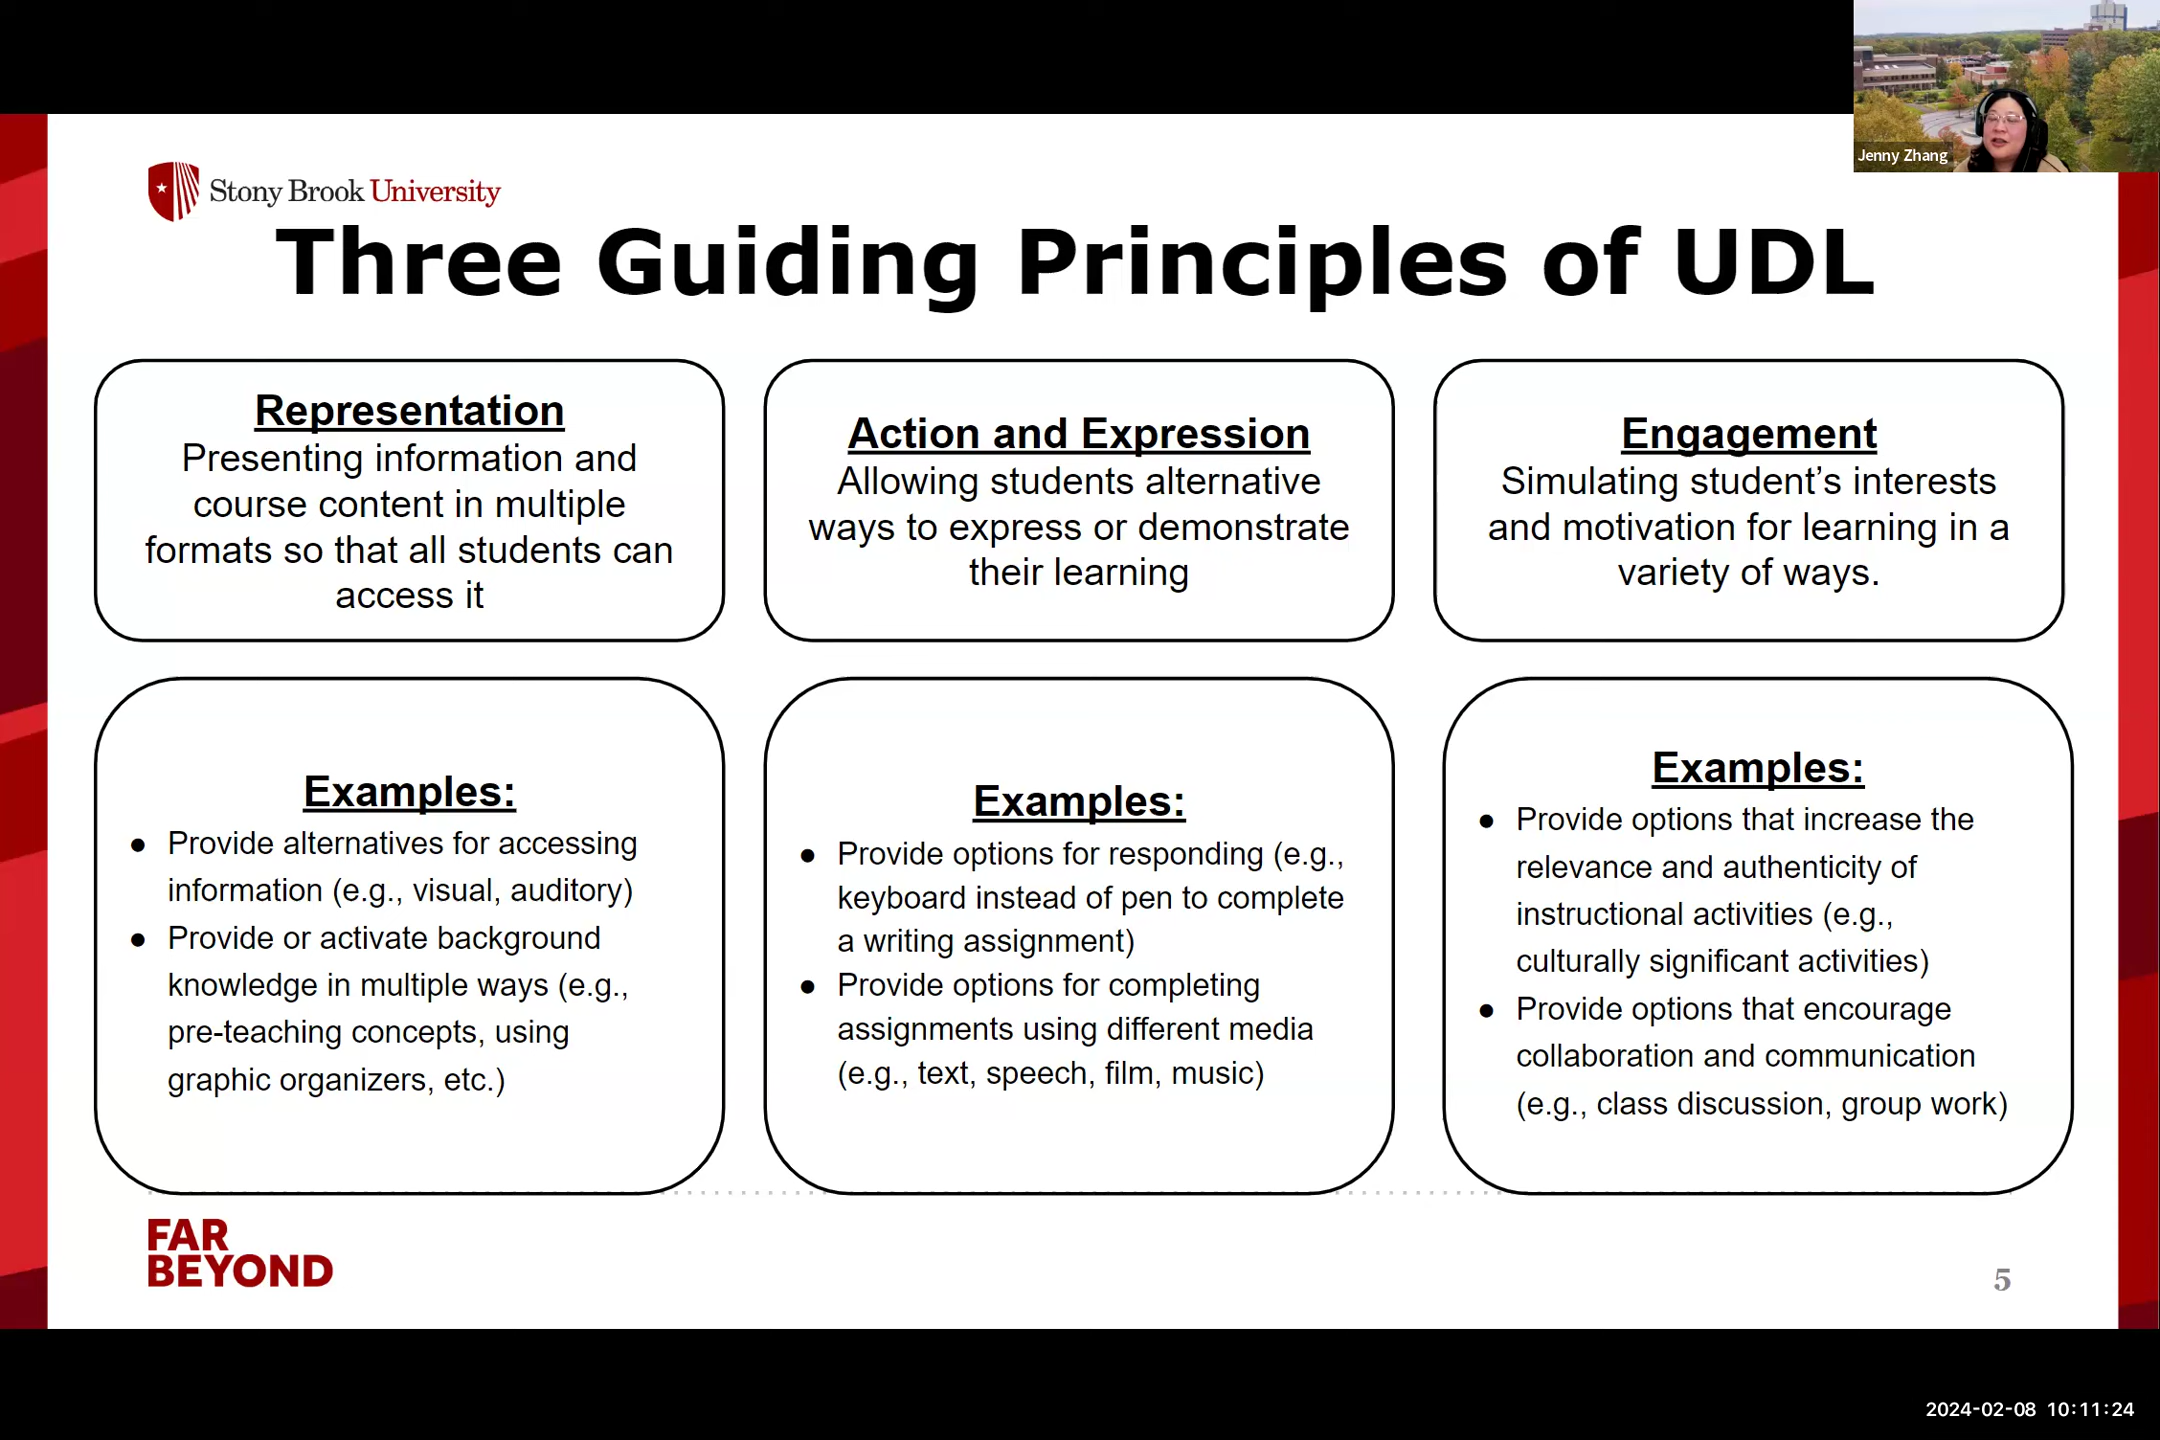 Jenny Zhang
Stony Brook University
Three Guiding Principles of UDL
Representation
Presenting information and
course content in multiple
formats so that all students can
access it
Action and Expression
Allowing students alternative
ways to express or demonstrate
their learning
Engagement
Simulating student’s interests
and motivation for learning in a
variety of ways.
Examples:
● Provide alternatives for accessing
information (e.g., visual, auditory)
● Provide or activate background
knowledge in multiple ways (e.g.,
pre-teaching concepts, using
graphic organizers, etc.)
Examples:
● Provide options for responding (e.g.,
keyboard instead of pen to complete
a writing assignment)
● Provide options for completing
assignments using different media
(e.g., text, speech, film, music)
Examples:
● Provide options that increase the
relevance and authenticity of
instructional activities (e.g.,
culturally significant activities)
● Provide options that encourage
collaboration and communication
(e.g., class discussion, group work)
FAR
BEYOND
5
2024-02-08 10:11:24